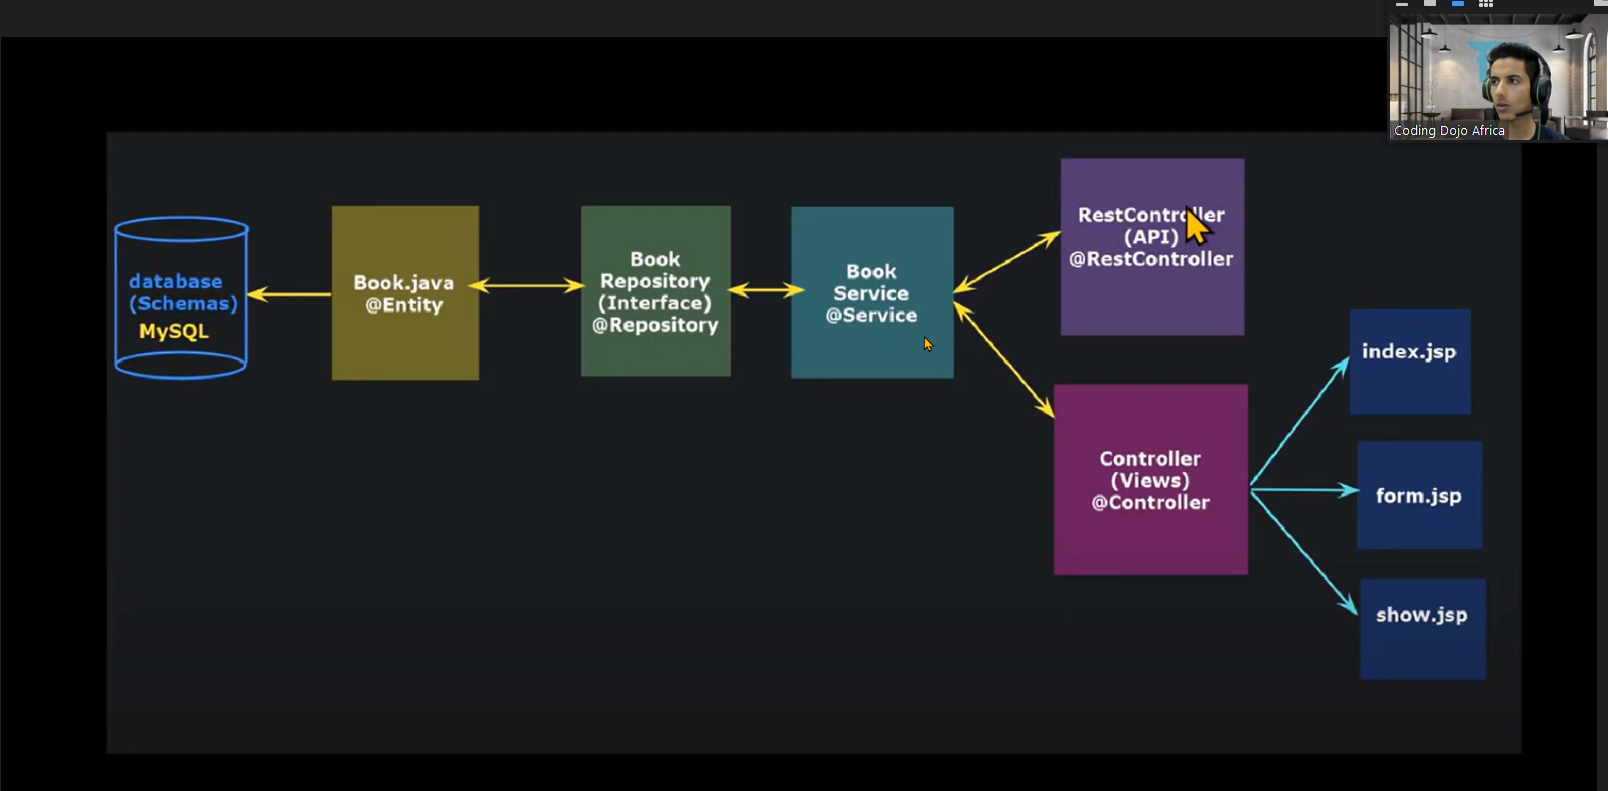 Coding Dojo Africa
database
(Schemas)
MySQL
Book.java
@Entity
Book
Repository
(Interface)
@Repository
Book
Service
@Service
RestController
(API)
@RestController
Controller
(Views)
@Controller
index.jsp
form.jsp
show.jsp